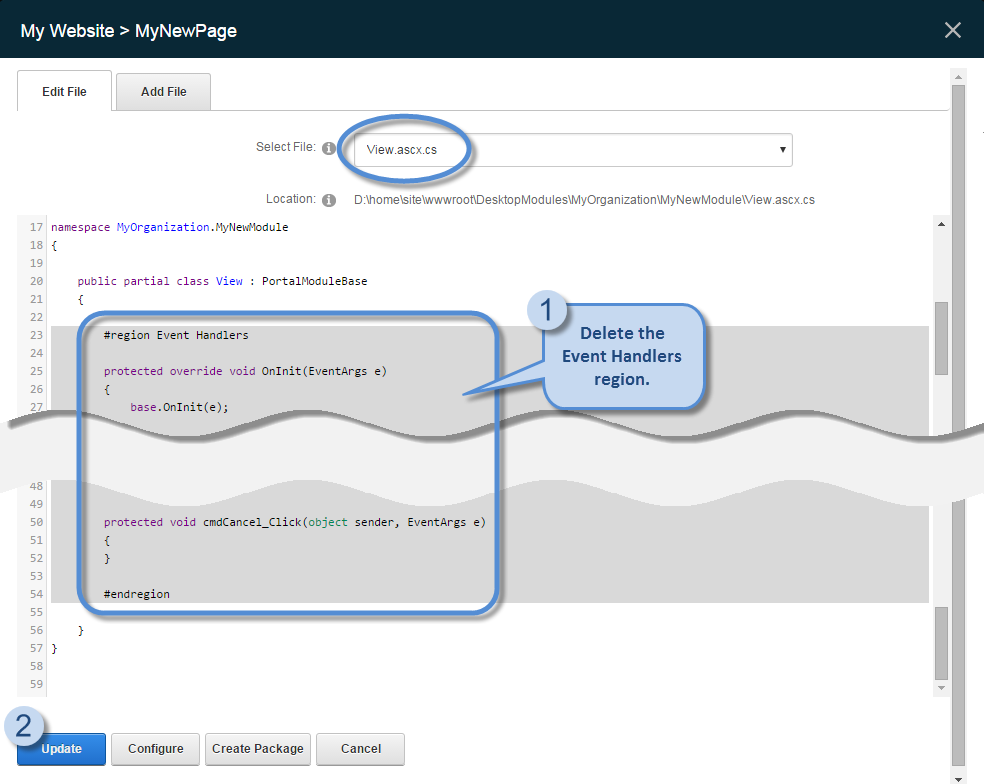 My Website > MyNewPage
Edit File
Add File
Select File:
View.ascx.cs
Location:
D:\home\site\wwwroot\DesktopModules\MyOrganization\MyNewModule\View.ascx.cs
17 namespace MyOrganization.MyNewModule
18 {
19
20 public partial class View : PortalModuleBase
21 {
22
23 #region Event Handlers
24
25 protected override void OnInit(EventArgs e)
26 {
27 base.OnInit(e);
1
Delete the
Event Handlers
region.
48
49
50 protected void cmdCancel_Click(object sender, EventArgs e)
51 {
52 }
53
54 #endregion
55
56 }
57 }
58
59
2
Update
Configure
Create Package
Cancel